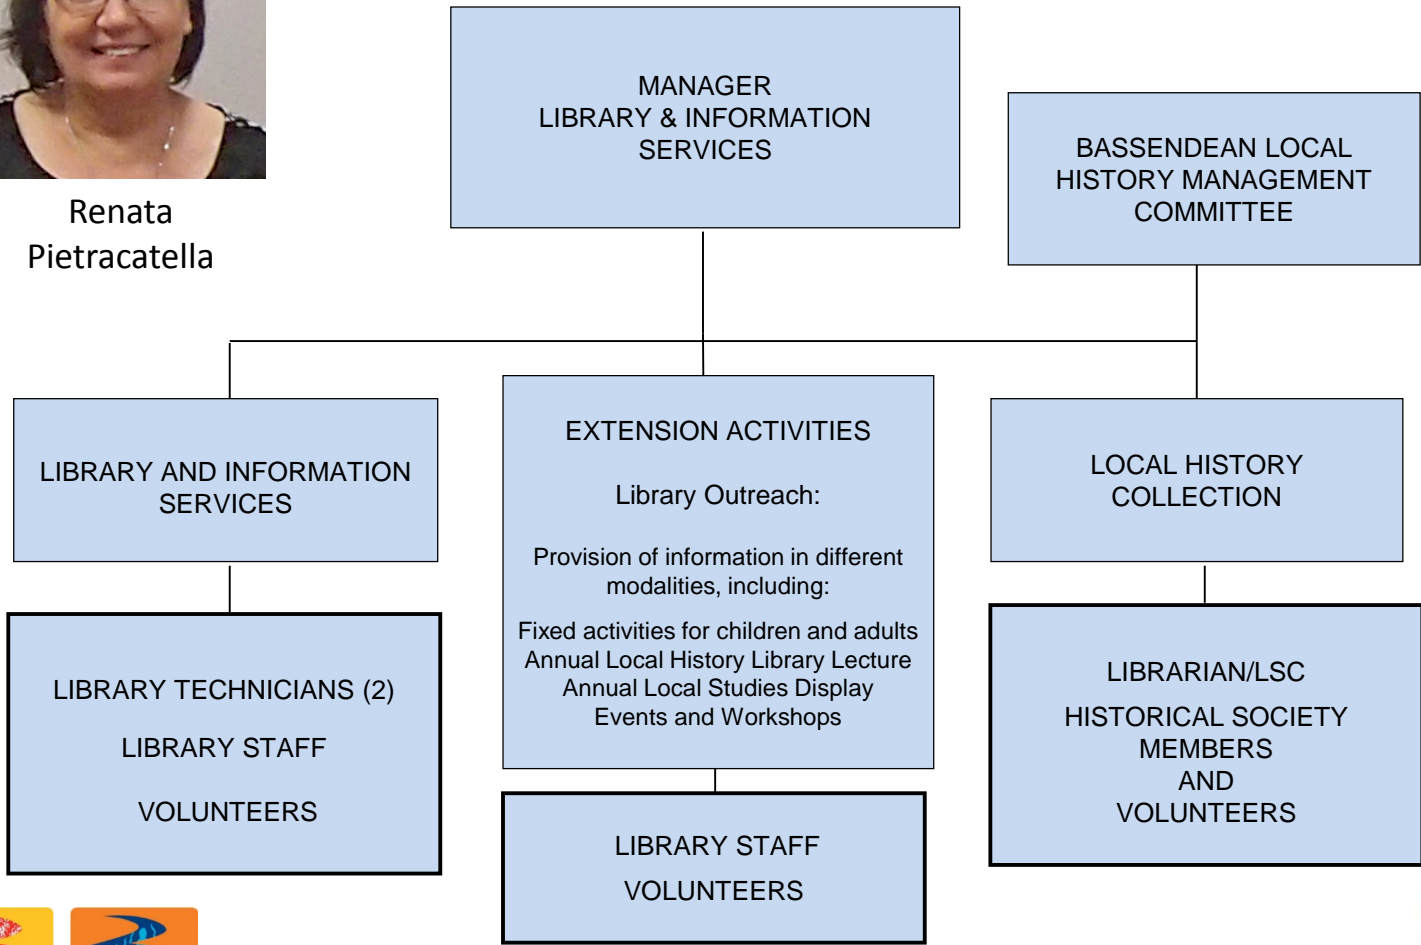 Renata
Pietracatella
MANAGER
LIBRARY & INFORMATION
SERVICES
BASSENDEAN LOCAL
HISTORY MANAGEMENT
COMMITTEE
LIBRARY AND INFORMATION
SERVICES
EXTENSION ACTIVITIES
Library Outreach:
Provision of information in different
modalities, including:
Fixed activities for children and adults
Annual Local History Library Lecture
Annual Local Studies Display
Events and Workshops
LOCAL HISTORY
COLLECTION
LIBRARY TECHNICIANS (2)
LIBRARY STAFF
VOLUNTEERS
LIBRARY STAFF
VOLUNTEERS
LIBRARIAN/LSC
HISTORICAL SOCIETY
MEMBERS
AND
VOLUNTEERS